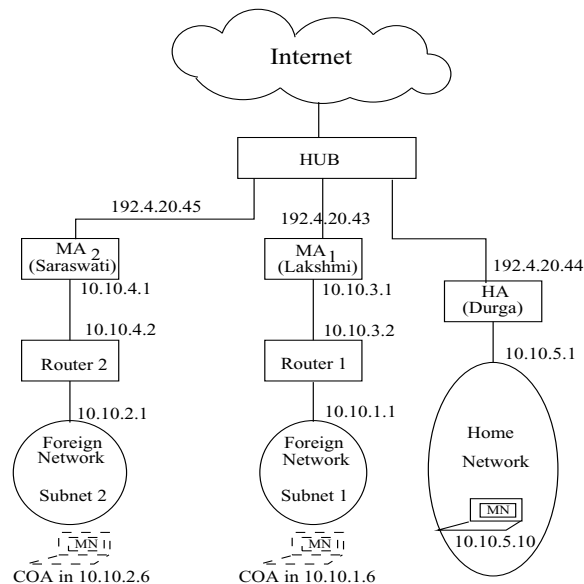 Internet
HUB
192.4.20.45
192.4.20.43
192.4.20.44
MA 2
(Saraswati)
MA 1
(Lakshmi)
HA
(Durga)
10.10.4.1
10.10.3.1
10.10.5.1
10.10.4.2
10.10.3.2
Router 2
Router 1
10.10.2.1
10.10.1.1
Foreign
Network
Subnet 2
Foreign
Network
Subnet 1
Home
Network
MN
10.10.5.10
MN
COA in 10.10.2.6
MN
COA in 10.10.1.6